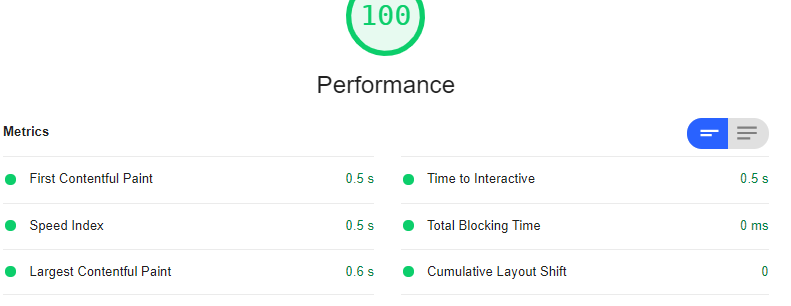 100
Performance
Metrics
First Contentful Paint 0.5 s
Time to Interactive 0.5 s
Speed Index 0.5 s
Total Blocking Time 0 ms
Largest Contentful Paint 0.6 s
Cumulative Layout Shift 0